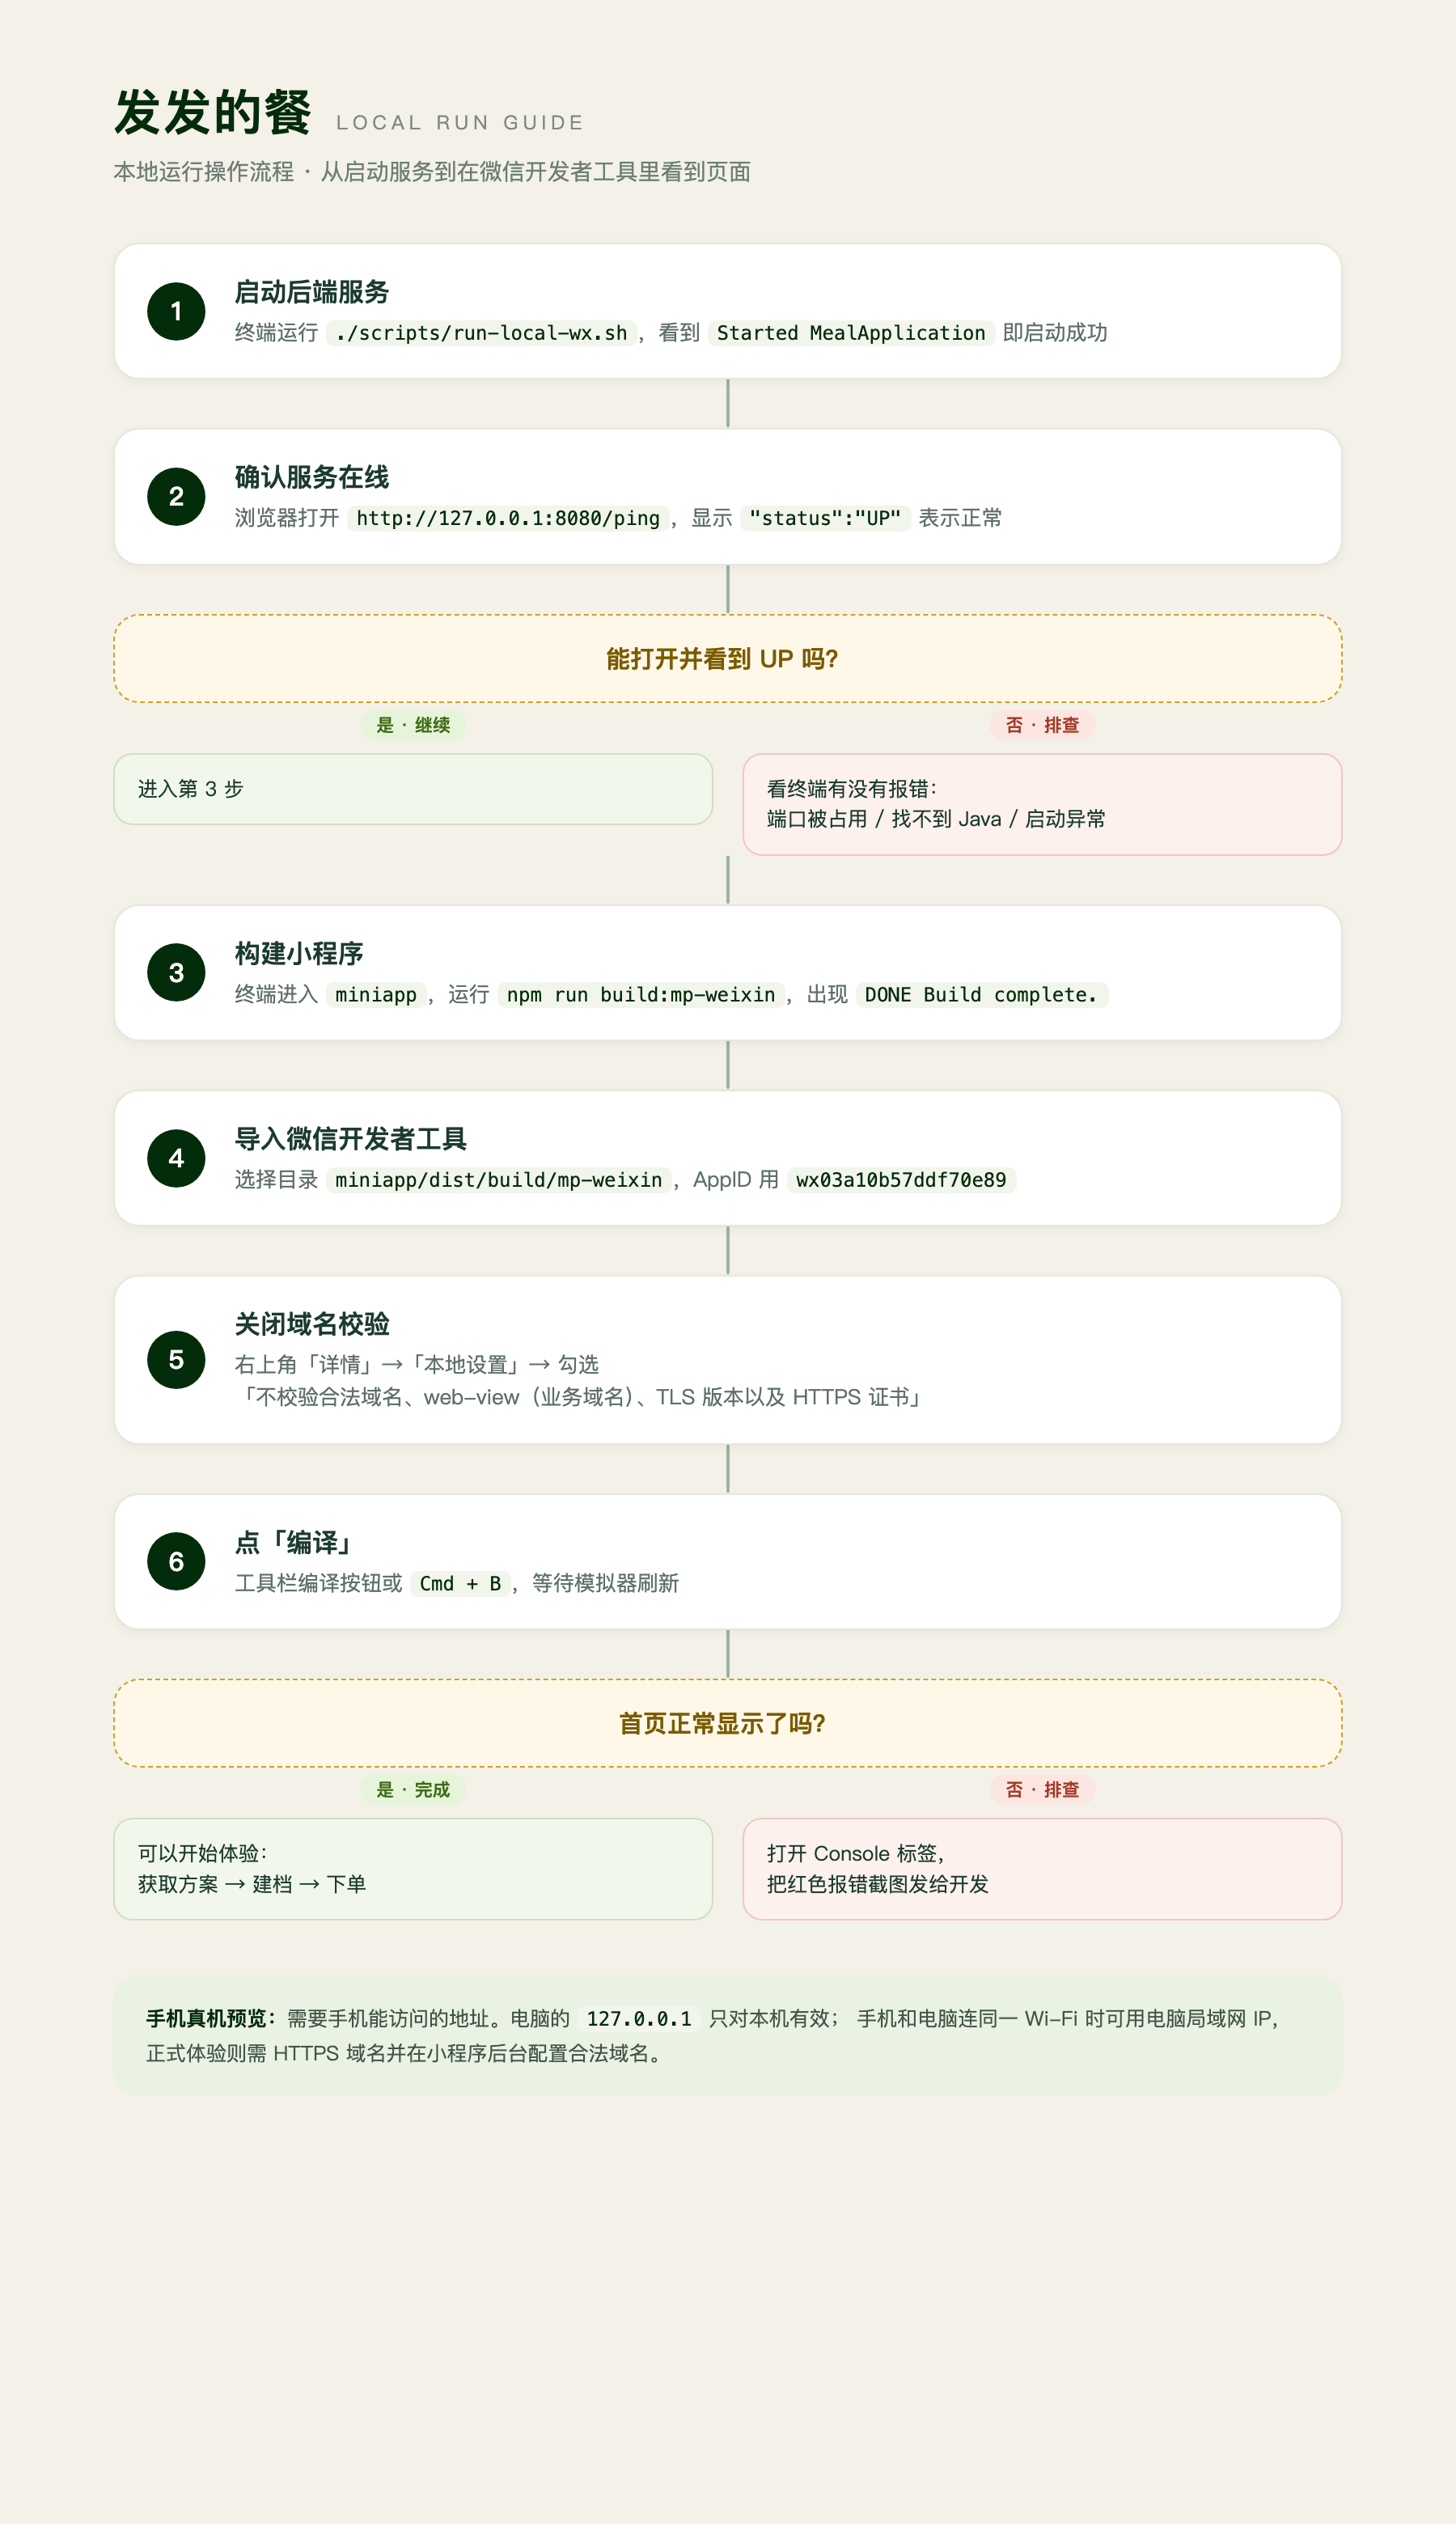 发发的餐 LOCAL RUN GUIDE
本地运行操作流程 · 从启动服务到在微信开发者工具里看到页面
1
启动后端服务
终端运行 ./scripts/run-local-wx.sh，看到 Started MealApplication 即启动成功
2
确认服务在线
浏览器打开 http://127.0.0.1:8080/ping，显示 "status":"UP" 表示正常
能打开并看到 UP 吗？
是 · 继续
进入第 3 步
否 · 排查
看终端有没有报错：
端口被占用 / 找不到 Java / 启动异常
3
构建小程序
终端进入 miniapp，运行 npm run build:mp-weixin，出现 DONE Build complete.
4
导入微信开发者工具
选择目录 miniapp/dist/build/mp-weixin，AppID 用 wx03a10b57ddf70e89
5
关闭域名校验
右上角「详情」→「本地设置」→ 勾选
「不校验合法域名、web-view（业务域名）、TLS 版本以及 HTTPS 证书」
6
点「编译」
工具栏编译按钮或 Cmd + B，等待模拟器刷新
首页正常显示了吗？
是 · 完成
可以开始体验：
获取方案 → 建档 → 下单
否 · 排查
打开 Console 标签，
把红色报错截图发给开发
手机真机预览：需要手机能访问的地址。电脑的 127.0.0.1 只对本机有效； 手机和电脑连同一 Wi-Fi 时可用电脑局域网 IP，
正式体验则需 HTTPS 域名并在小程序后台配置合法域名。